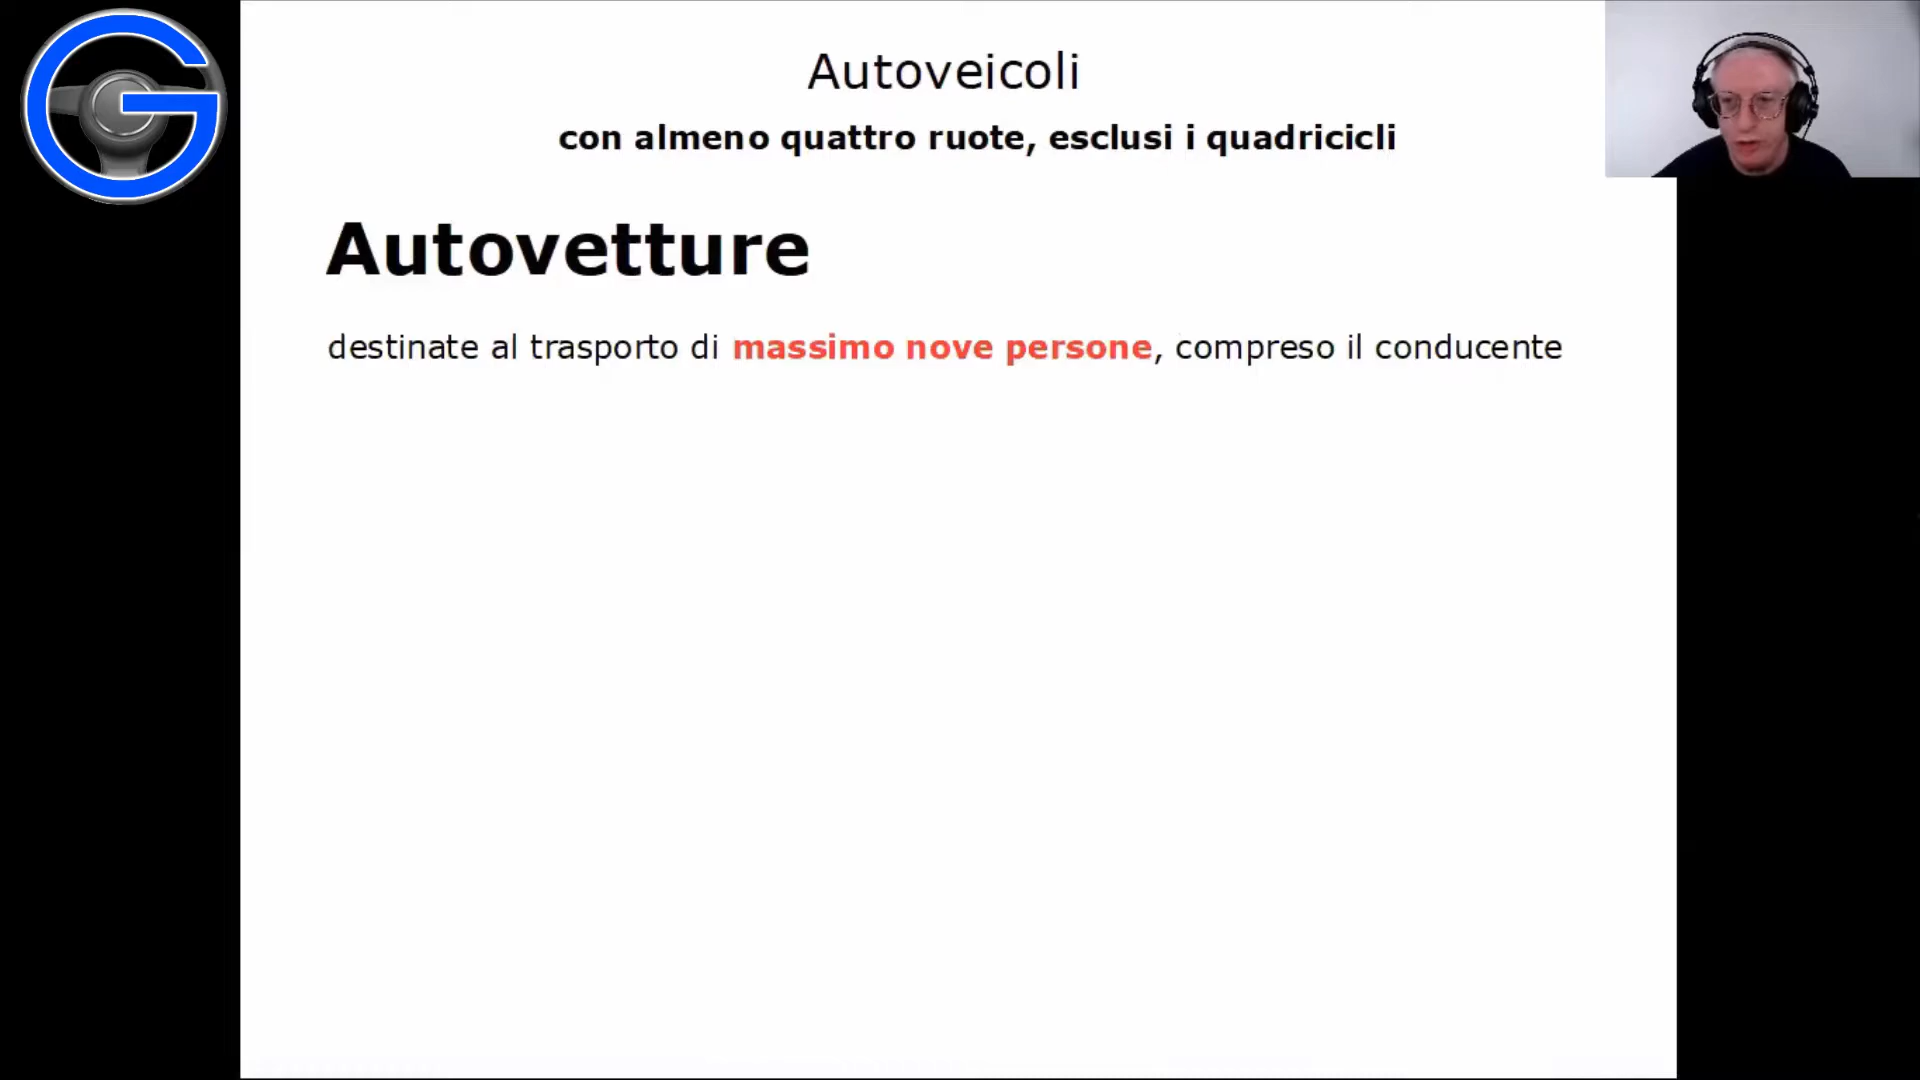 Autoveicoli
con almeno quattro ruote, esclusi i quadricicli
Autovetture
destinate al trasporto di massimo nove persone, compreso il conducente